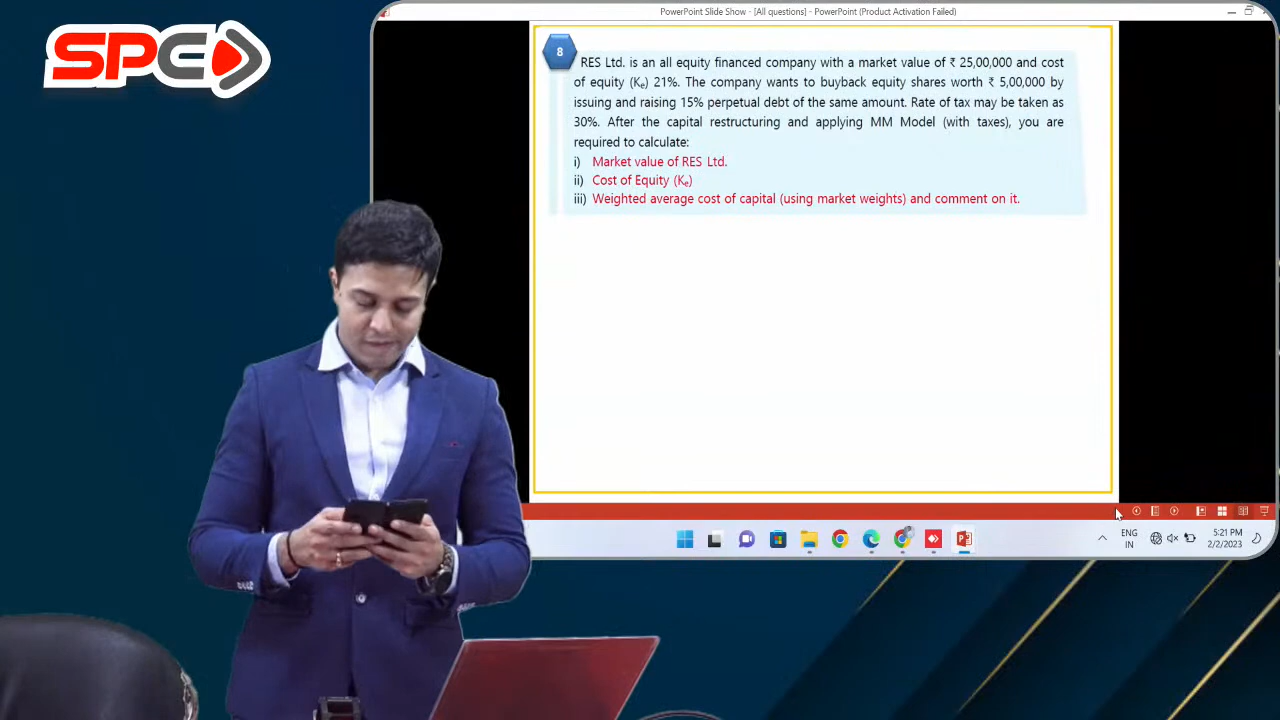 SPC
PowerPoint Slide Show - [All questions] - PowerPoint (Product Activation Failed)
8
RES Ltd. is an all equity financed company with a market value of ₹ 25,00,000 and cost
of equity (Kₑ) 21%. The company wants to buyback equity shares worth ₹ 5,00,000 by
issuing and raising 15% perpetual debt of the same amount. Rate of tax may be taken as
30%. After the capital restructuring and applying MM Model (with taxes), you are
required to calculate:
i) Market value of RES Ltd.
ii) Cost of Equity (Kₑ)
iii) Weighted average cost of capital (using market weights) and comment on it.
ENG
IN
5:21 PM
2/2/2023